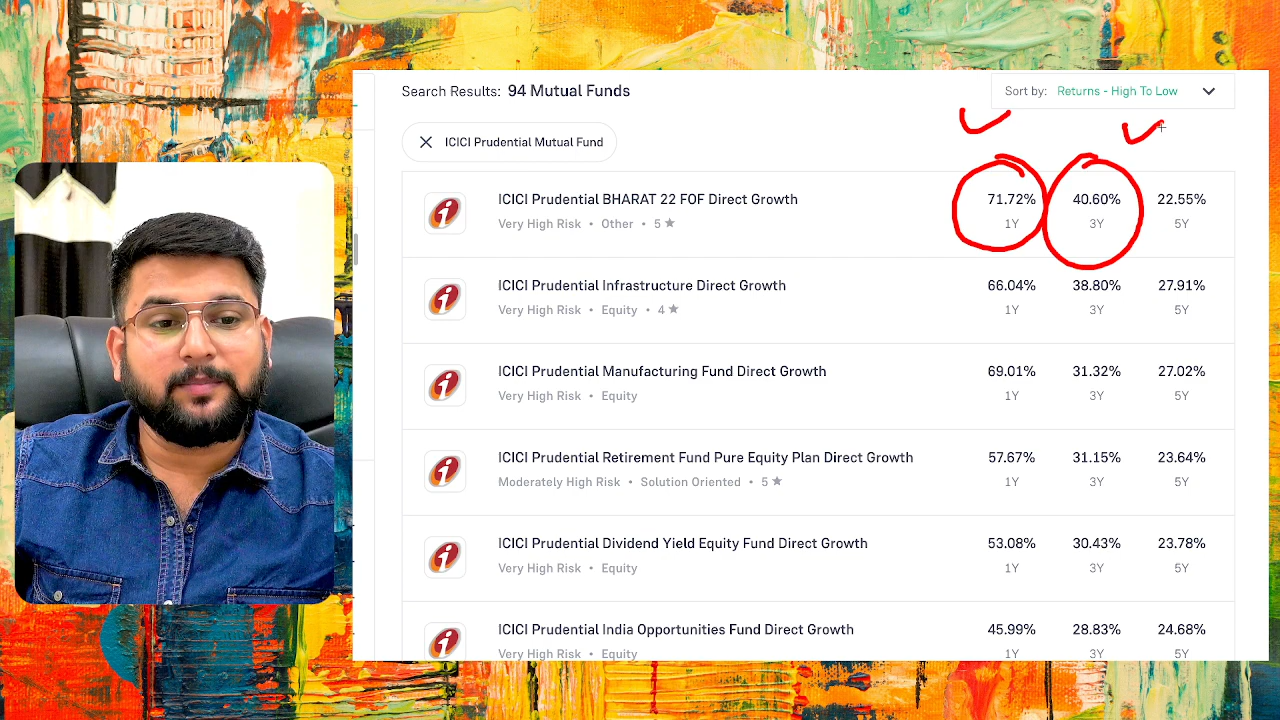 Search Results: 94 Mutual Funds
Sort by: Returns - High To Low
ICICI Prudential Mutual Fund
ICICI Prudential BHARAT 22 FOF Direct Growth 71.72% 40.60% 22.55%
Very High Risk • Other • 5★ 1Y 3Y 5Y
ICICI Prudential Infrastructure Direct Growth 66.04% 38.80% 27.91%
Very High Risk • Equity • 4★ 1Y 3Y 5Y
ICICI Prudential Manufacturing Fund Direct Growth 69.01% 31.32% 27.02%
Very High Risk • Equity 1Y 3Y 5Y
ICICI Prudential Retirement Fund Pure Equity Plan Direct Growth 57.67% 31.15% 23.64%
Moderately High Risk • Solution Oriented • 5★ 1Y 3Y 5Y
ICICI Prudential Dividend Yield Equity Fund Direct Growth 53.08% 30.43% 23.78%
Very High Risk • Equity 1Y 3Y 5Y
ICICI Prudential India Opportunities Fund Direct Growth 45.99% 28.83% 24.68%
Very High Risk • Equity 1Y 3Y 5Y